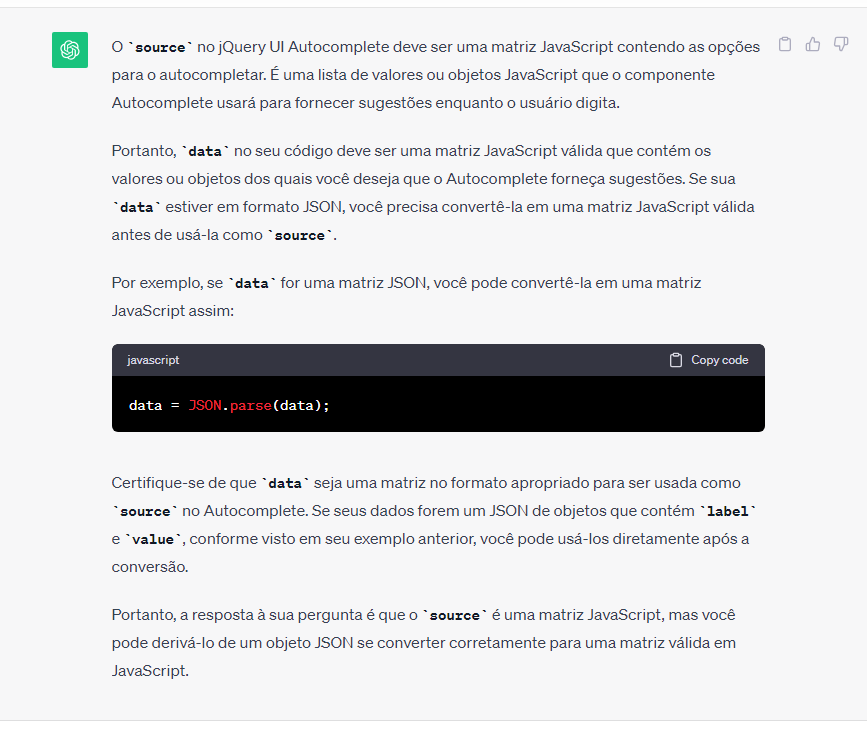 O `source` no jQuery UI Autocomplete deve ser uma matriz JavaScript contendo as opções
para o autocompletar. É uma lista de valores ou objetos JavaScript que o componente
Autocomplete usará para fornecer sugestões enquanto o usuário digita.
Portanto, `data` no seu código deve ser uma matriz JavaScript válida que contém os
valores ou objetos dos quais você deseja que o Autocomplete forneça sugestões. Se sua
`data` estiver em formato JSON, você precisa convertê-la em uma matriz JavaScript válida
antes de usá-la como `source`.
Por exemplo, se `data` for uma matriz JSON, você pode convertê-la em uma matriz
JavaScript assim:
javascript Copy code
data = JSON.parse(data);
Certifique-se de que `data` seja uma matriz no formato apropriado para ser usada como
`source` no Autocomplete. Se seus dados forem um JSON de objetos que contém `label`
e `value`, conforme visto em seu exemplo anterior, você pode usá-los diretamente após a
conversão.
Portanto, a resposta à sua pergunta é que o `source` é uma matriz JavaScript, mas você
pode derivá-lo de um objeto JSON se converter corretamente para uma matriz válida em
JavaScript.